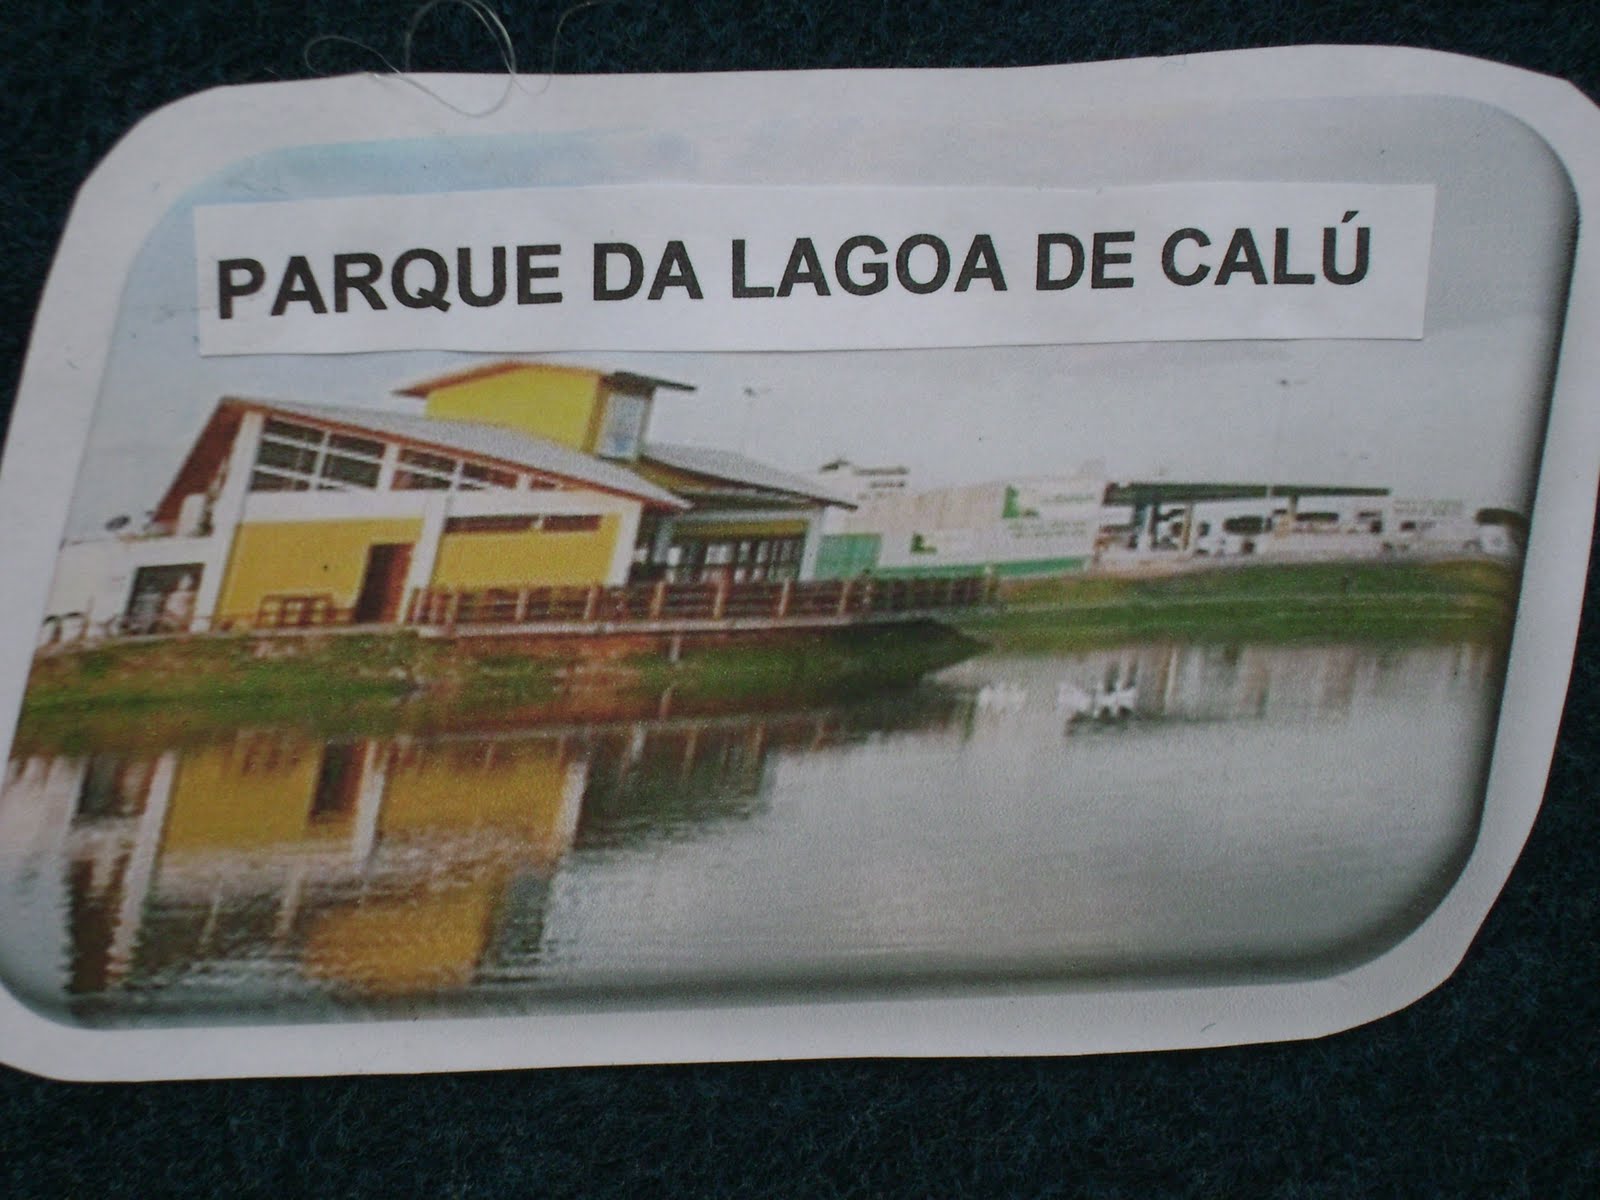 PARQUE DA LAGOA DE CALÚ